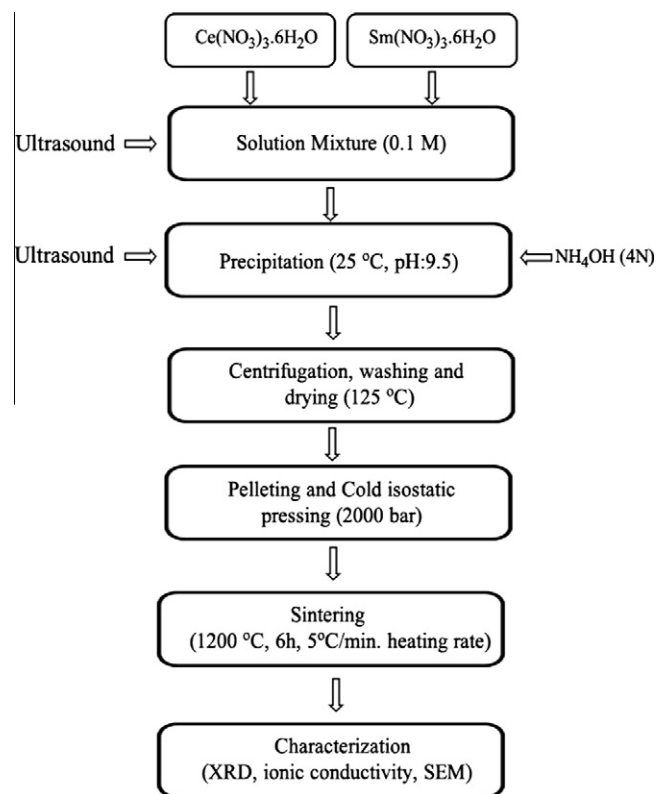 Ce(NO3)3.6H2O
Sm(NO3)3.6H2O
Ultrasound
Solution Mixture (0.1 M)
Ultrasound
Precipitation (25 °C, pH:9.5)
NH4OH (4N)
Centrifugation, washing and
drying (125 °C)
Pelleting and Cold isostatic
pressing (2000 bar)
Sintering
(1200 °C, 6h, 5°C/min. heating rate)
Characterization
(XRD, ionic conductivity, SEM)